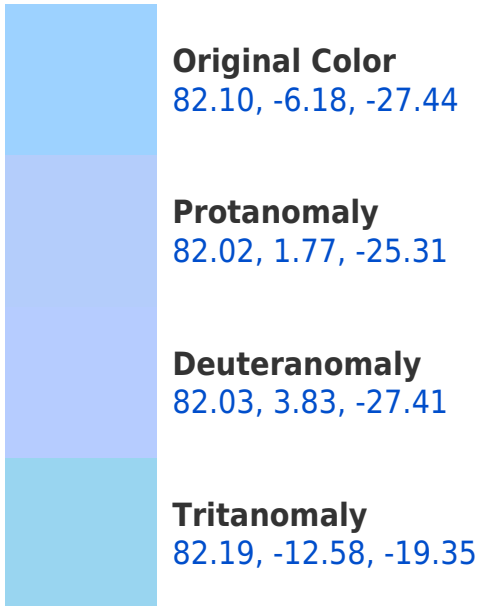 Original Color
82.10, -6.18, -27.44
Protanomaly
82.02, 1.77, -25.31
Deuteranomaly
82.03, 3.83, -27.41
Tritanomaly
82.19, -12.58, -19.35